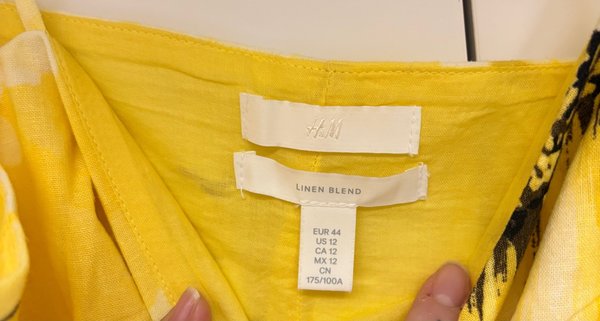 H&M
LINEN BLEND
EUR 44
US 12
CA 12
MX 12
CN
175/100A